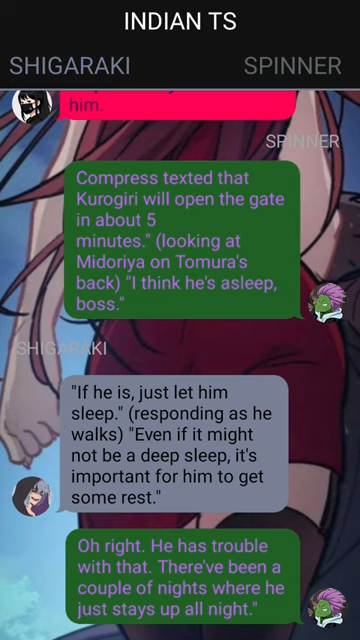 INDIAN TS
SHIGARAKI
SPINNER
him.
SPINNER
Compress texted that
Kurogiri will open the gate
in about 5
minutes." (looking at
Midoriya on Tomura's
back) "I think he's asleep,
boss."
SHIGARAKI
"If he is, just let him
sleep." (responding as he
walks) "Even if it might
not be a deep sleep, it's
important for him to get
some rest."
Oh right. He has trouble
with that. There've been a
couple of nights where he
just stays up all night."